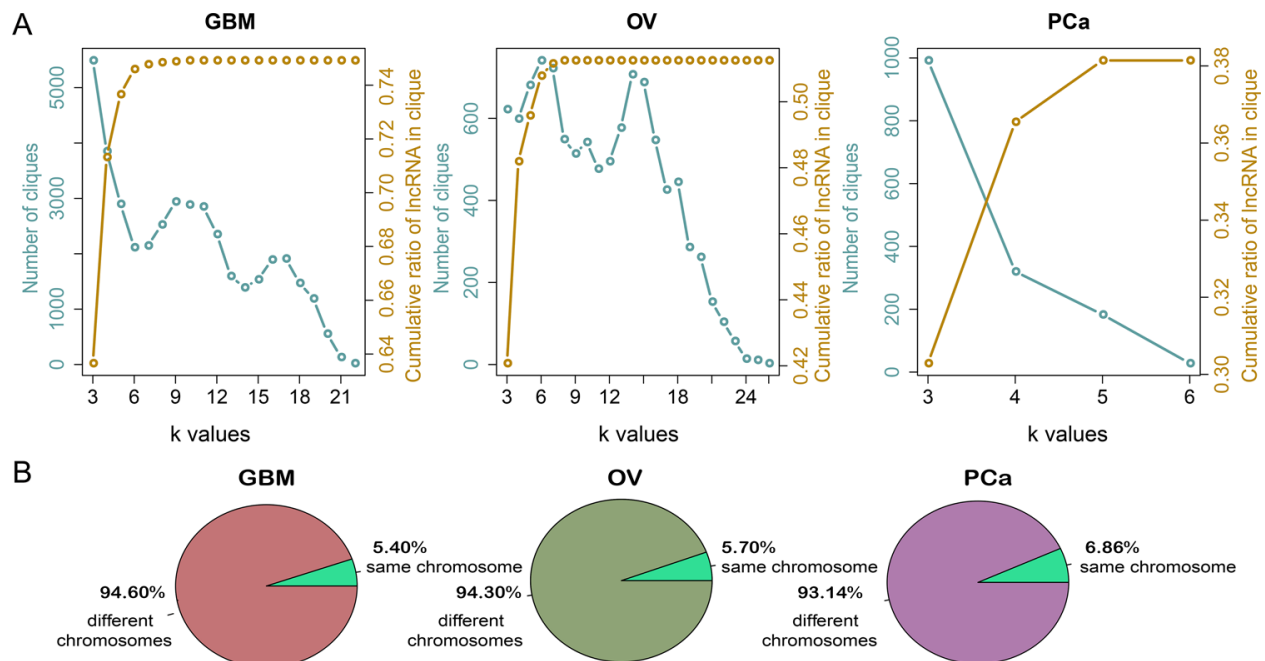 A
GBM
OV
PCa
Number of cliques
0
1000
3000
5000
0.64
0.66
0.68
0.70
0.72
0.74
Cumulative ratio of lncRNA in clique
3
6
9
12
15
18
21
k values
Number of cliques
0
200
400
600
0.42
0.44
0.46
0.48
0.50
Cumulative ratio of lncRNA in clique
3
6
9
12
18
24
k values
Number of cliques
0
200
400
600
800
1000
0.30
0.32
0.34
0.36
0.38
Cumulative ratio of lncRNA in clique
3
4
5
6
k values
B
GBM
OV
PCa
5.40%
same chromosome
94.60%
different
chromosomes
5.70%
same chromosome
94.30%
different
chromosomes
6.86%
same chromosome
93.14%
different
chromosomes